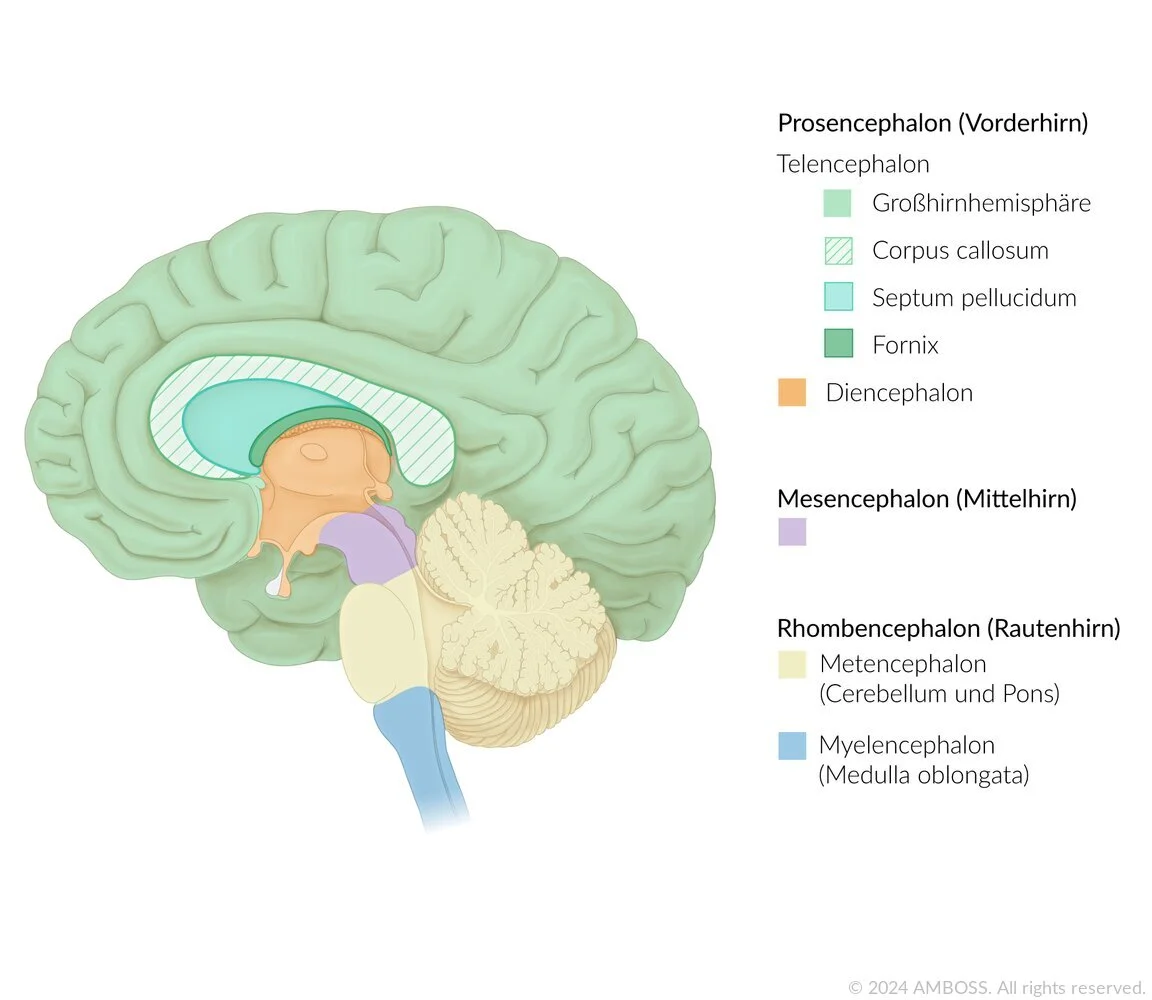 Prosencephalon (Vorderhirn)
Telencephalon
Großhirnhemisphäre
Corpus callosum
Septum pellucidum
Fornix
Diencephalon
Mesencephalon (Mittelhirn)
Rhombencephalon (Rautenhirn)
Metencephalon
(Cerebellum und Pons)
Myelencephalon
(Medulla oblongata)
© 2024 AMBOSS. All rights reserved.